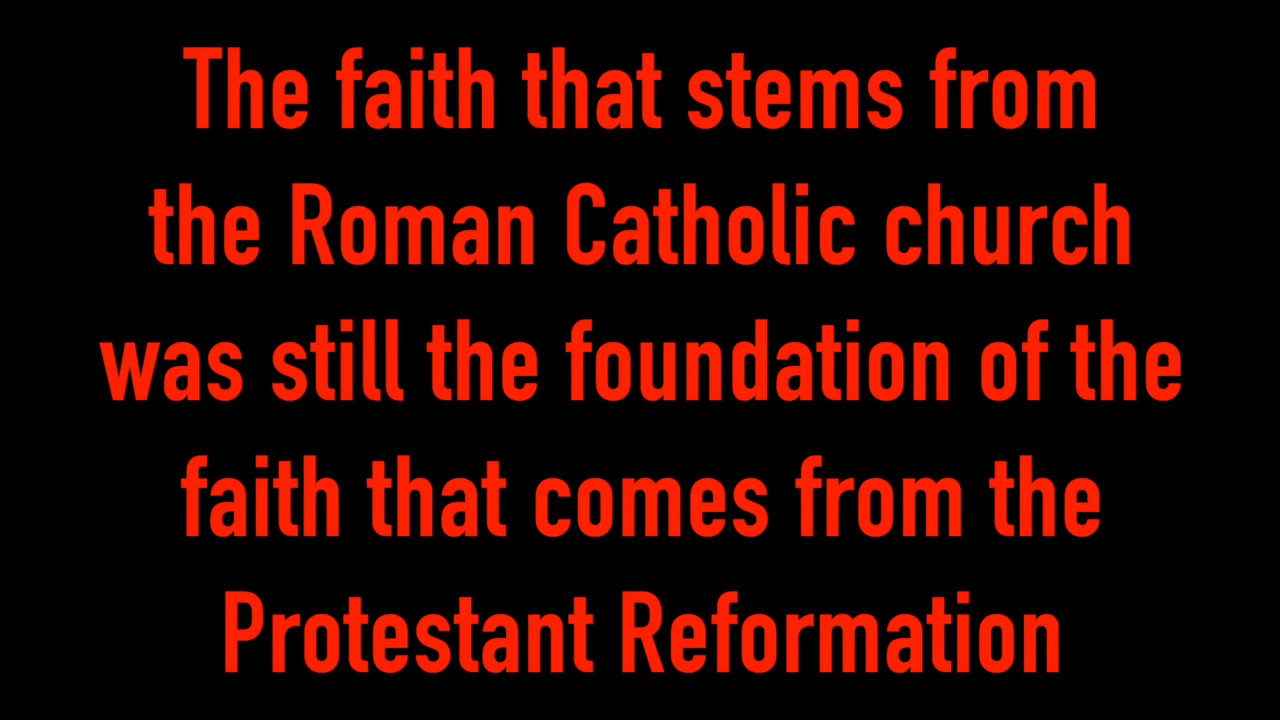 The faith that stems from
the Roman Catholic church
was still the foundation of the
faith that comes from the
Protestant Reformation